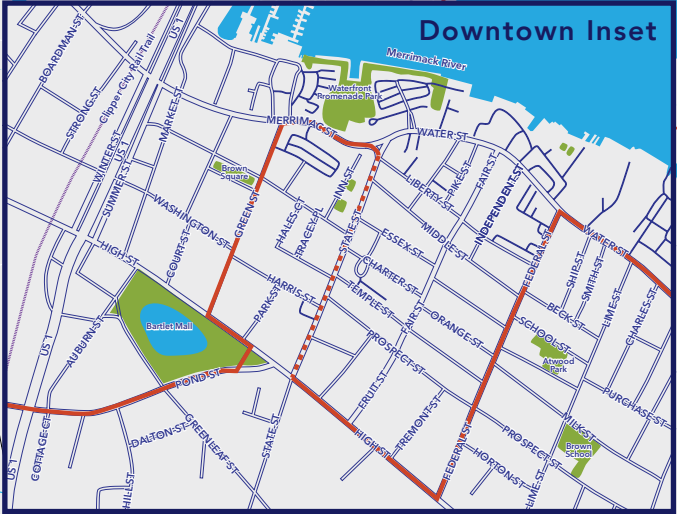 Downtown Inset
BOARDMAN ST
US 1
Clipper City Rail Trail
STRONG ST
MARKET ST
WINTER ST
US 1
SUMMER ST
Merrimack River
Waterfront
Promenade Park
MERRIMAC ST
WATER ST
Brown
Square
GREEN ST
WASHINGTON ST
COURT ST
HIGH ST
HALES CT
TRACEY PL
INN ST
STATE ST
LIBERTY ST
PIKE ST
FAIR ST
INDEPENDENT ST
MIDDLE ST
ESSEX ST
CHARTER ST
FEDERAL ST
WATER ST
SHIP ST
SMITH ST
LIME ST
CHARLES ST
HARRIS ST
PARK ST
TEMPLE ST
FAIR ST
ORANGE ST
PROSPECT ST
BECK ST
SCHOOL ST
Atwood
Park
PURCHASE ST
Bartlet Mall
US 1
AUBURN ST
POND ST
FRUIT ST
TREMONT ST
HIGH ST
MILK ST
Brown
School
PROSPECT ST
HORTON ST
FEDERAL ST
LIME ST
COTTAGE CT
US 1
DALTON ST
GREENLEAF ST
HILL ST
STATE ST